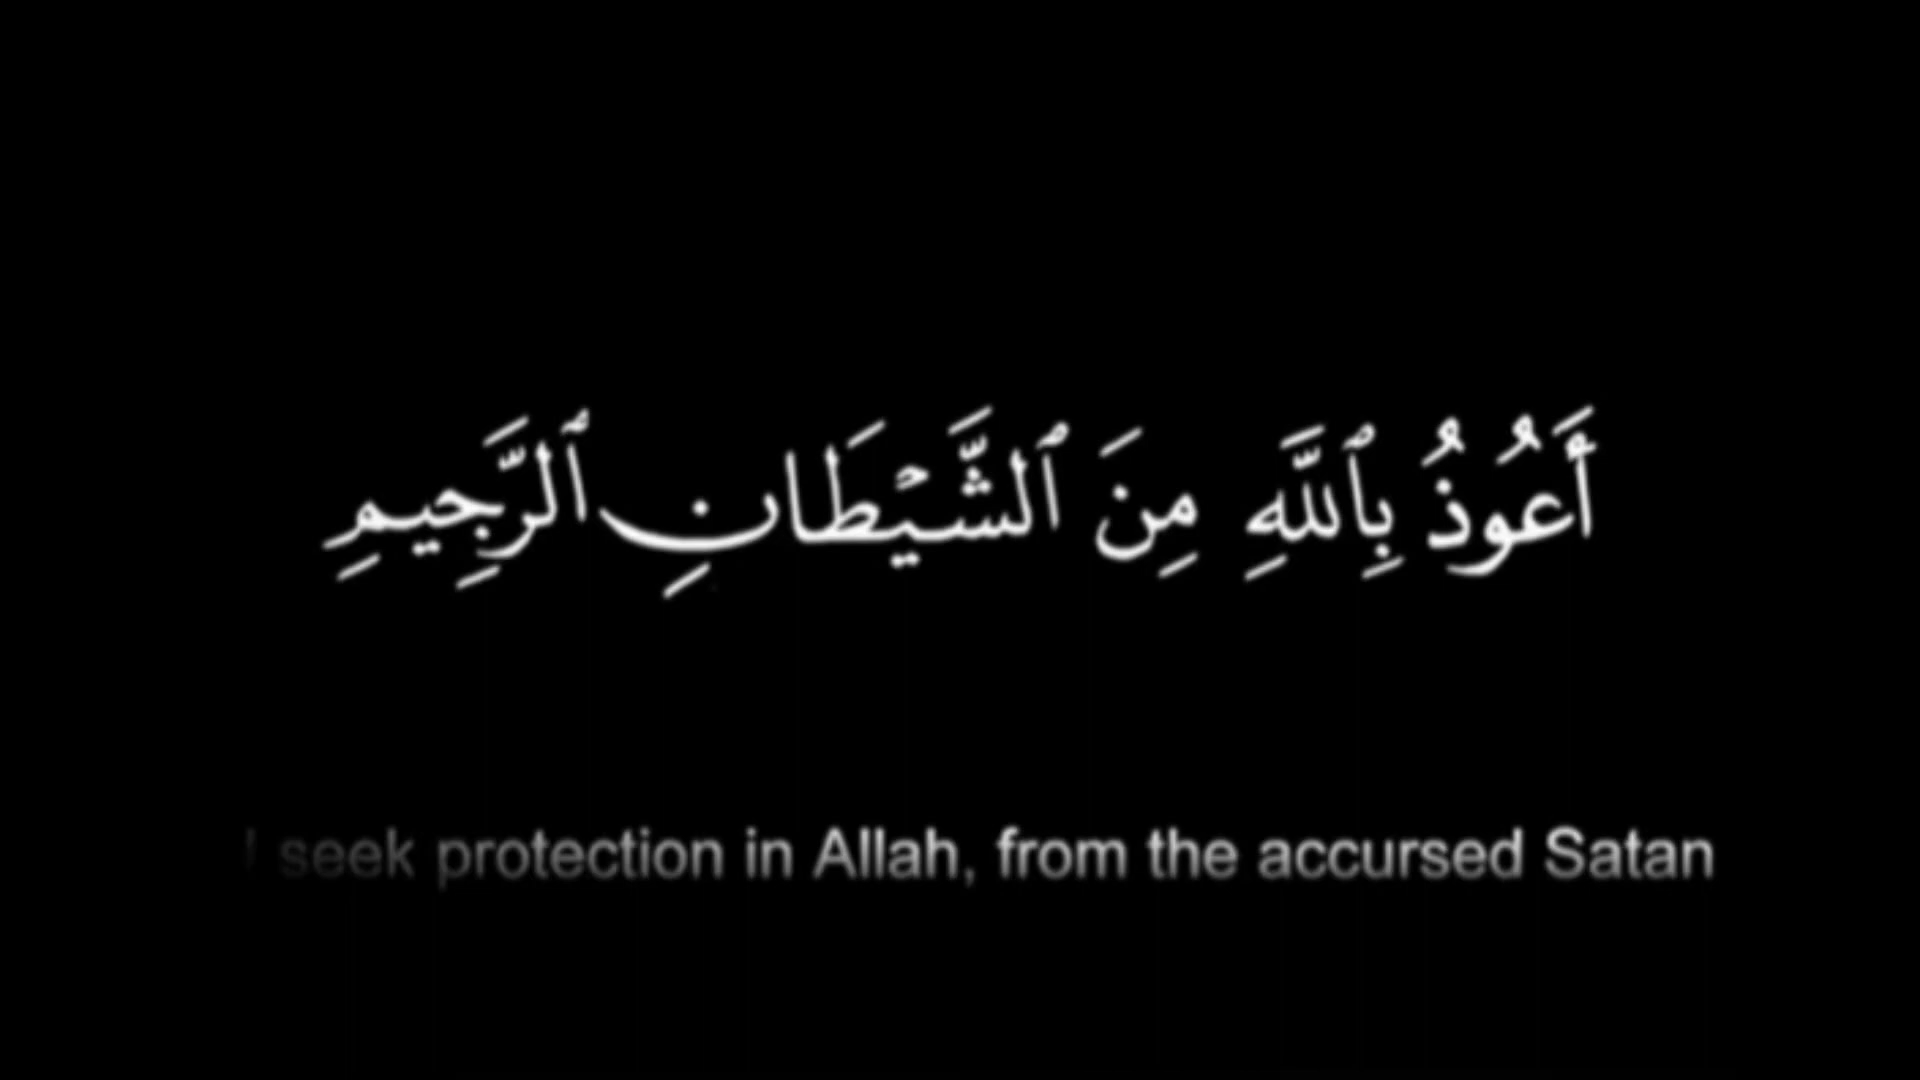 أَعُوذُ بِٱللَّهِ مِنَ ٱلشَّيْطَانِ ٱلرَّجِيمِ
I seek protection in Allah, from the accursed Satan